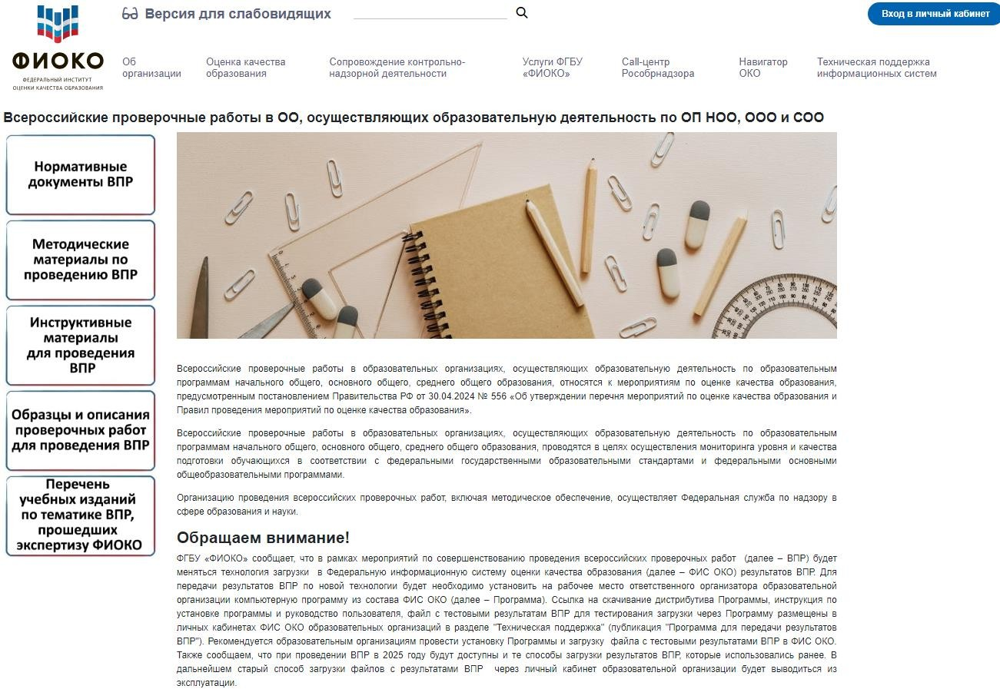 Версия для слабовидящих
Вход в личный кабинет
ФИОКО
ФЕДЕРАЛЬНЫЙ ИНСТИТУТ
ОЦЕНКИ КАЧЕСТВА ОБРАЗОВАНИЯ
Об
организации
Оценка качества
образования
Сопровождение контрольно-
надзорной деятельности
Услуги ФГБУ
«ФИОКО»
Call-центр
Рособрнадзора
Навигатор
ОКО
Техническая поддержка
информационных систем
Всероссийские проверочные работы в ОО, осуществляющих образовательную деятельность по ОП НОО, ООО и СОО
Нормативные
документы ВПР
Методические
материалы по
проведению ВПР
Инструктивные
материалы
для проведения
ВПР
Образцы и описания
проверочных работ
для проведения ВПР
Перечень
учебных изданий
по тематике ВПР,
прошедших
экспертизу ФИОКО
Всероссийские проверочные работы в образовательных организациях, осуществляющих образовательную деятельность по образовательным
программам начального общего, основного общего, среднего общего образования, относятся к мероприятиям по оценке качества образования,
предусмотренным постановлением Правительства РФ от 30.04.2024 № 556 «Об утверждении перечня мероприятий по оценке качества образования и
Правил проведения мероприятий по оценке качества образования».
Всероссийские проверочные работы в образовательных организациях, осуществляющих образовательную деятельность по образовательным
программам начального общего, основного общего, среднего общего образования, проводятся в целях осуществления мониторинга уровня и качества
подготовки обучающихся в соответствии с федеральными государственными образовательными стандартами и федеральными основными
общеобразовательными программами.
Организацию проведения всероссийских проверочных работ, включая методическое обеспечение, осуществляет Федеральная служба по надзору в
сфере образования и науки.
Обращаем внимание!
ФГБУ «ФИОКО» сообщает, что в рамках мероприятий по совершенствованию проведения всероссийских проверочных работ (далее – ВПР) будет
меняться технология загрузки в Федеральную информационную систему оценки качества образования (далее – ФИС ОКО) результатов ВПР. Для
передачи результатов ВПР по новой технологии будет необходимо установить на рабочее место ответственного организатора образовательной
организации компьютерную программу из состава ФИС ОКО (далее – Программа). Ссылка на скачивание дистрибутива Программы, инструкция по
установке программы и руководство пользователя, файл с тестовыми результатам ВПР для тестирования загрузки через Программу размещены в
личных кабинетах ФИС ОКО образовательных организаций в разделе "Техническая поддержка" (публикация "Программа для передачи результатов
ВПР"). Рекомендуется образовательным организациям провести установку Программы и загрузку файла с тестовыми результатами ВПР в ФИС ОКО.
Также сообщаем, что при проведении ВПР в 2025 году будут доступны и те способы загрузки результатов ВПР, которые использовались ранее. В
дальнейшем старый способ загрузки файлов с результатами ВПР через личный кабинет образовательной организации будет выводиться из
эксплуатации.